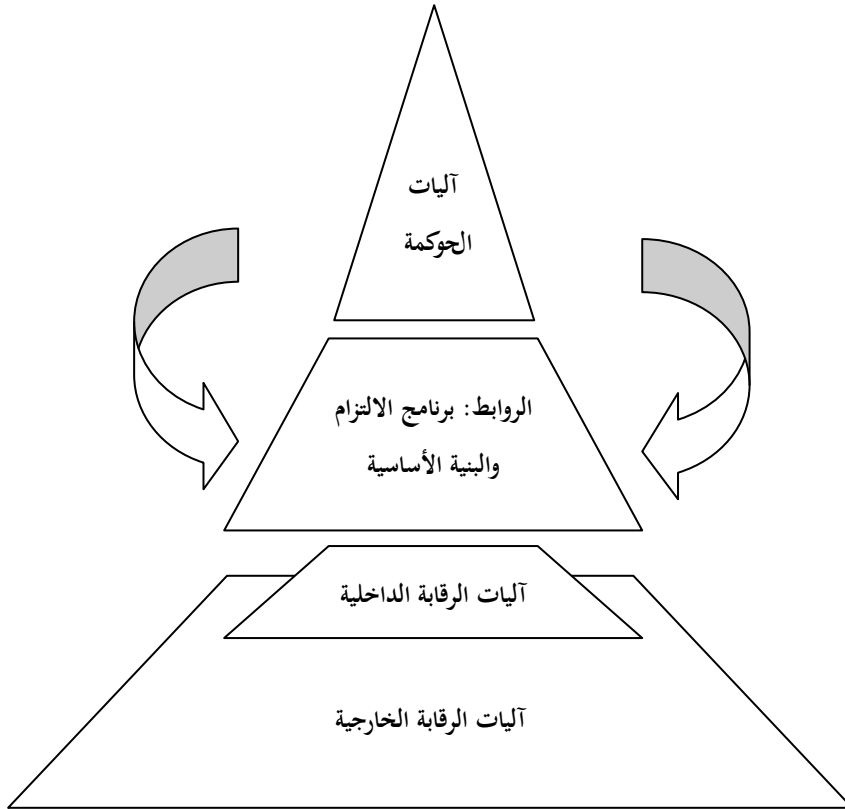 آليات
الحوكمة
الروابط: برنامج الالتزام
والبنية الأساسية
آليات الرقابة الداخلية
آليات الرقابة الخارجية